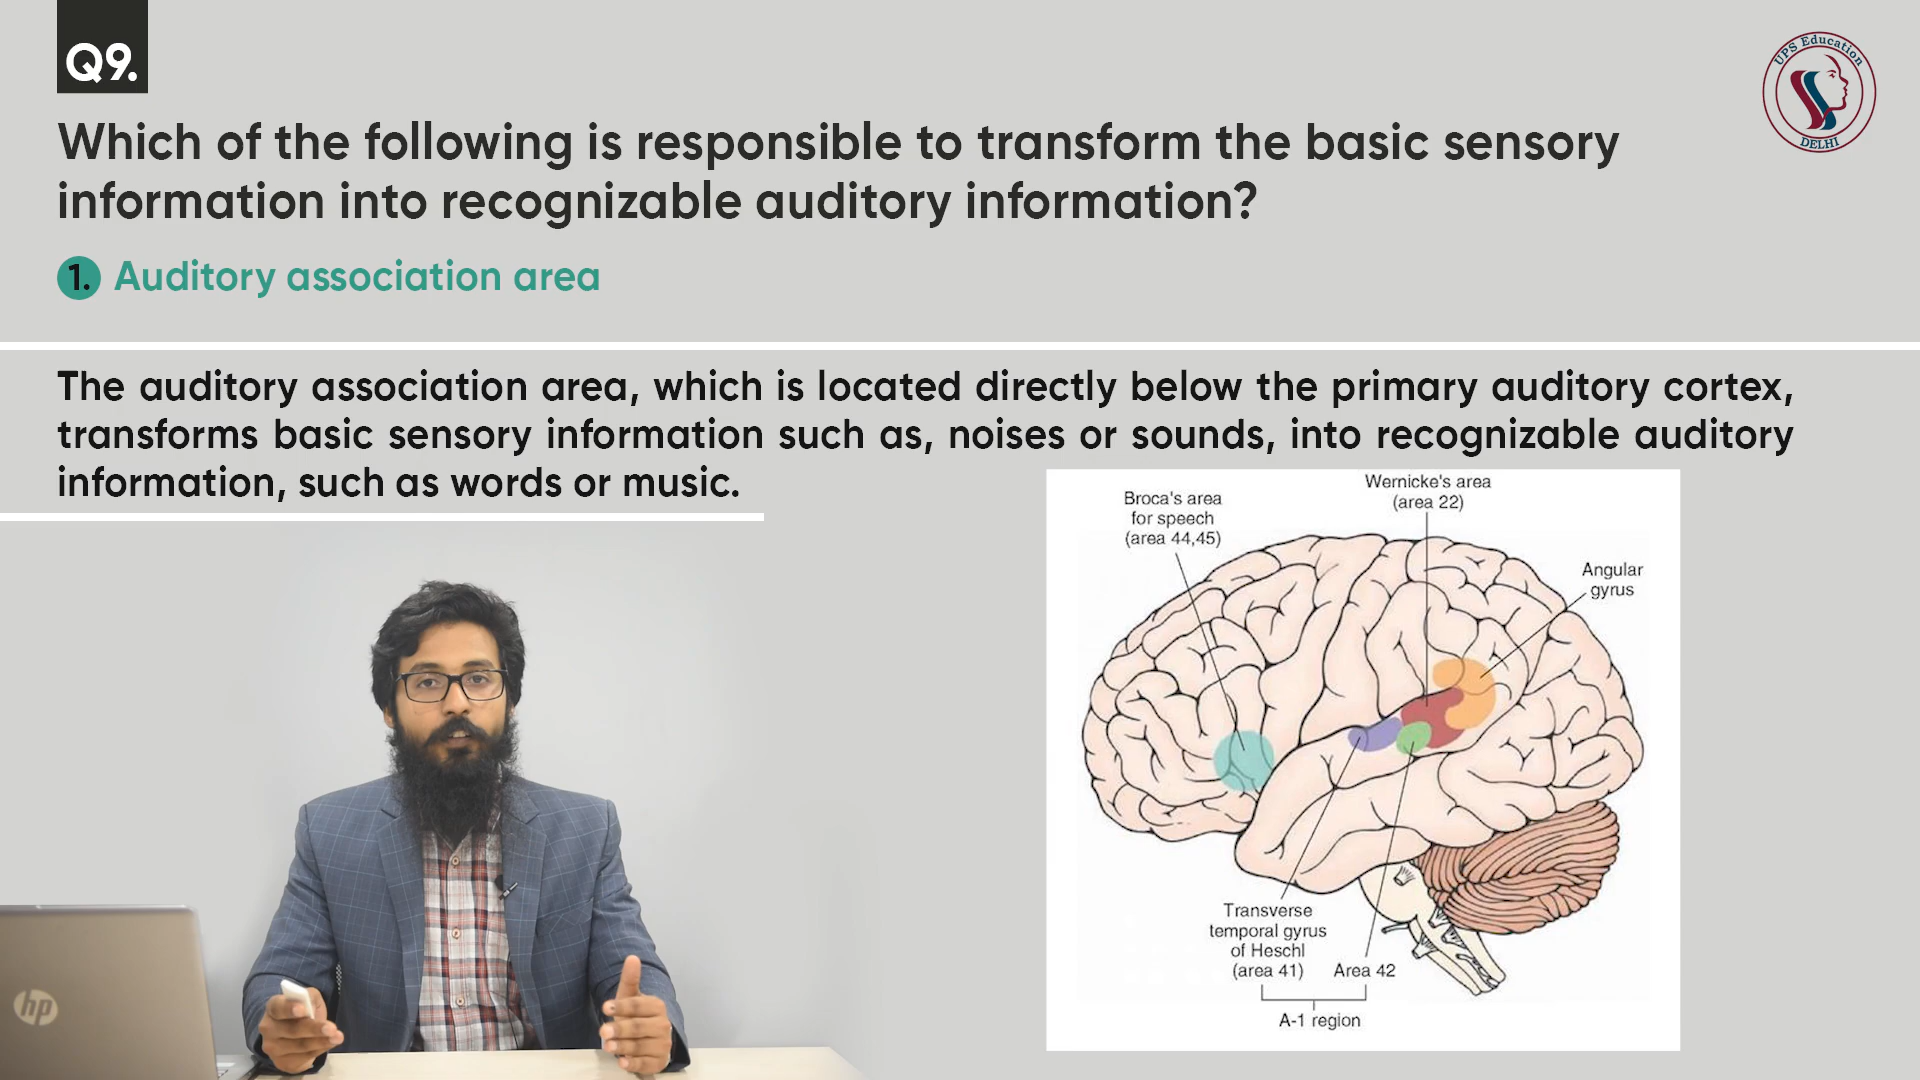 Q9.
UPS Education
DELHI
Which of the following is responsible to transform the basic sensory
information into recognizable auditory information?
1. Auditory association area
The auditory association area, which is located directly below the primary auditory cortex,
transforms basic sensory information such as, noises or sounds, into recognizable auditory
information, such as words or music.
Broca's area
for speech
(area 44,45)
Wernicke's area
(area 22)
Angular
gyrus
Transverse
temporal gyrus
of Heschl
(area 41)
Area 42
A-1 region
hp